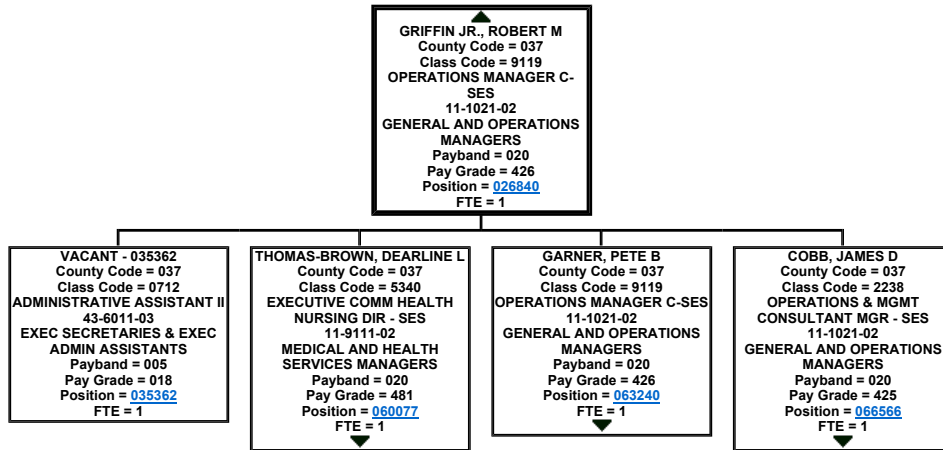 GRIFFIN JR., ROBERT M
County Code = 037
Class Code = 9119
OPERATIONS MANAGER C-
SES
11-1021-02
GENERAL AND OPERATIONS
MANAGERS
Payband = 020
Pay Grade = 426
Position = 026840
FTE = 1
VACANT - 035362
County Code = 037
Class Code = 0712
ADMINISTRATIVE ASSISTANT II
43-6011-03
EXEC SECRETARIES & EXEC
ADMIN ASSISTANTS
Payband = 005
Pay Grade = 018
Position = 035362
FTE = 1
THOMAS-BROWN, DEARLINE L
County Code = 037
Class Code = 5340
EXECUTIVE COMM HEALTH
NURSING DIR - SES
11-9111-02
MEDICAL AND HEALTH
SERVICES MANAGERS
Payband = 020
Pay Grade = 481
Position = 060077
FTE = 1
GARNER, PETE B
County Code = 037
Class Code = 9119
OPERATIONS MANAGER C-SES
11-1021-02
GENERAL AND OPERATIONS
MANAGERS
Payband = 020
Pay Grade = 426
Position = 063240
FTE = 1
COBB, JAMES D
County Code = 037
Class Code = 2238
OPERATIONS & MGMT
CONSULTANT MGR - SES
11-1021-02
GENERAL AND OPERATIONS
MANAGERS
Payband = 020
Pay Grade = 425
Position = 066566
FTE = 1